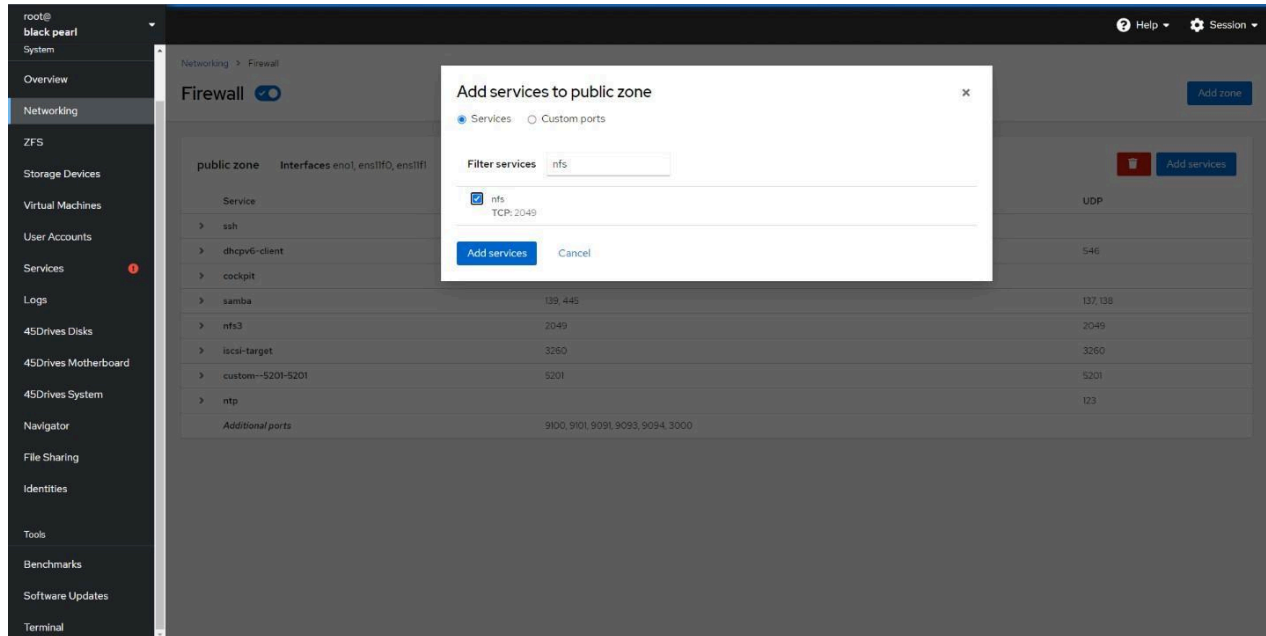 root@
black pearl
Help
Session
System
Overview
Networking
ZFS
Storage Devices
Virtual Machines
User Accounts
Services
Logs
45Drives Disks
45Drives Motherboard
45Drives System
Navigator
File Sharing
Identities
Tools
Benchmarks
Software Updates
Terminal
Networking > Firewall
Firewall
Add zone
public zone Interfaces eno1, ens11f0, ens11f1
Add services
Service UDP
ssh
dhcpv6-client 546
cockpit
samba 139, 445 137, 138
nfs3 2049 2049
iscsi-target 3260 3260
custom--5201-5201 5201 5201
ntp 123
Additional ports 9100, 9101, 9091, 9093, 9094, 3000
Add services to public zone
Services Custom ports
Filter services nfs
nfs
TCP: 2049
Add services Cancel